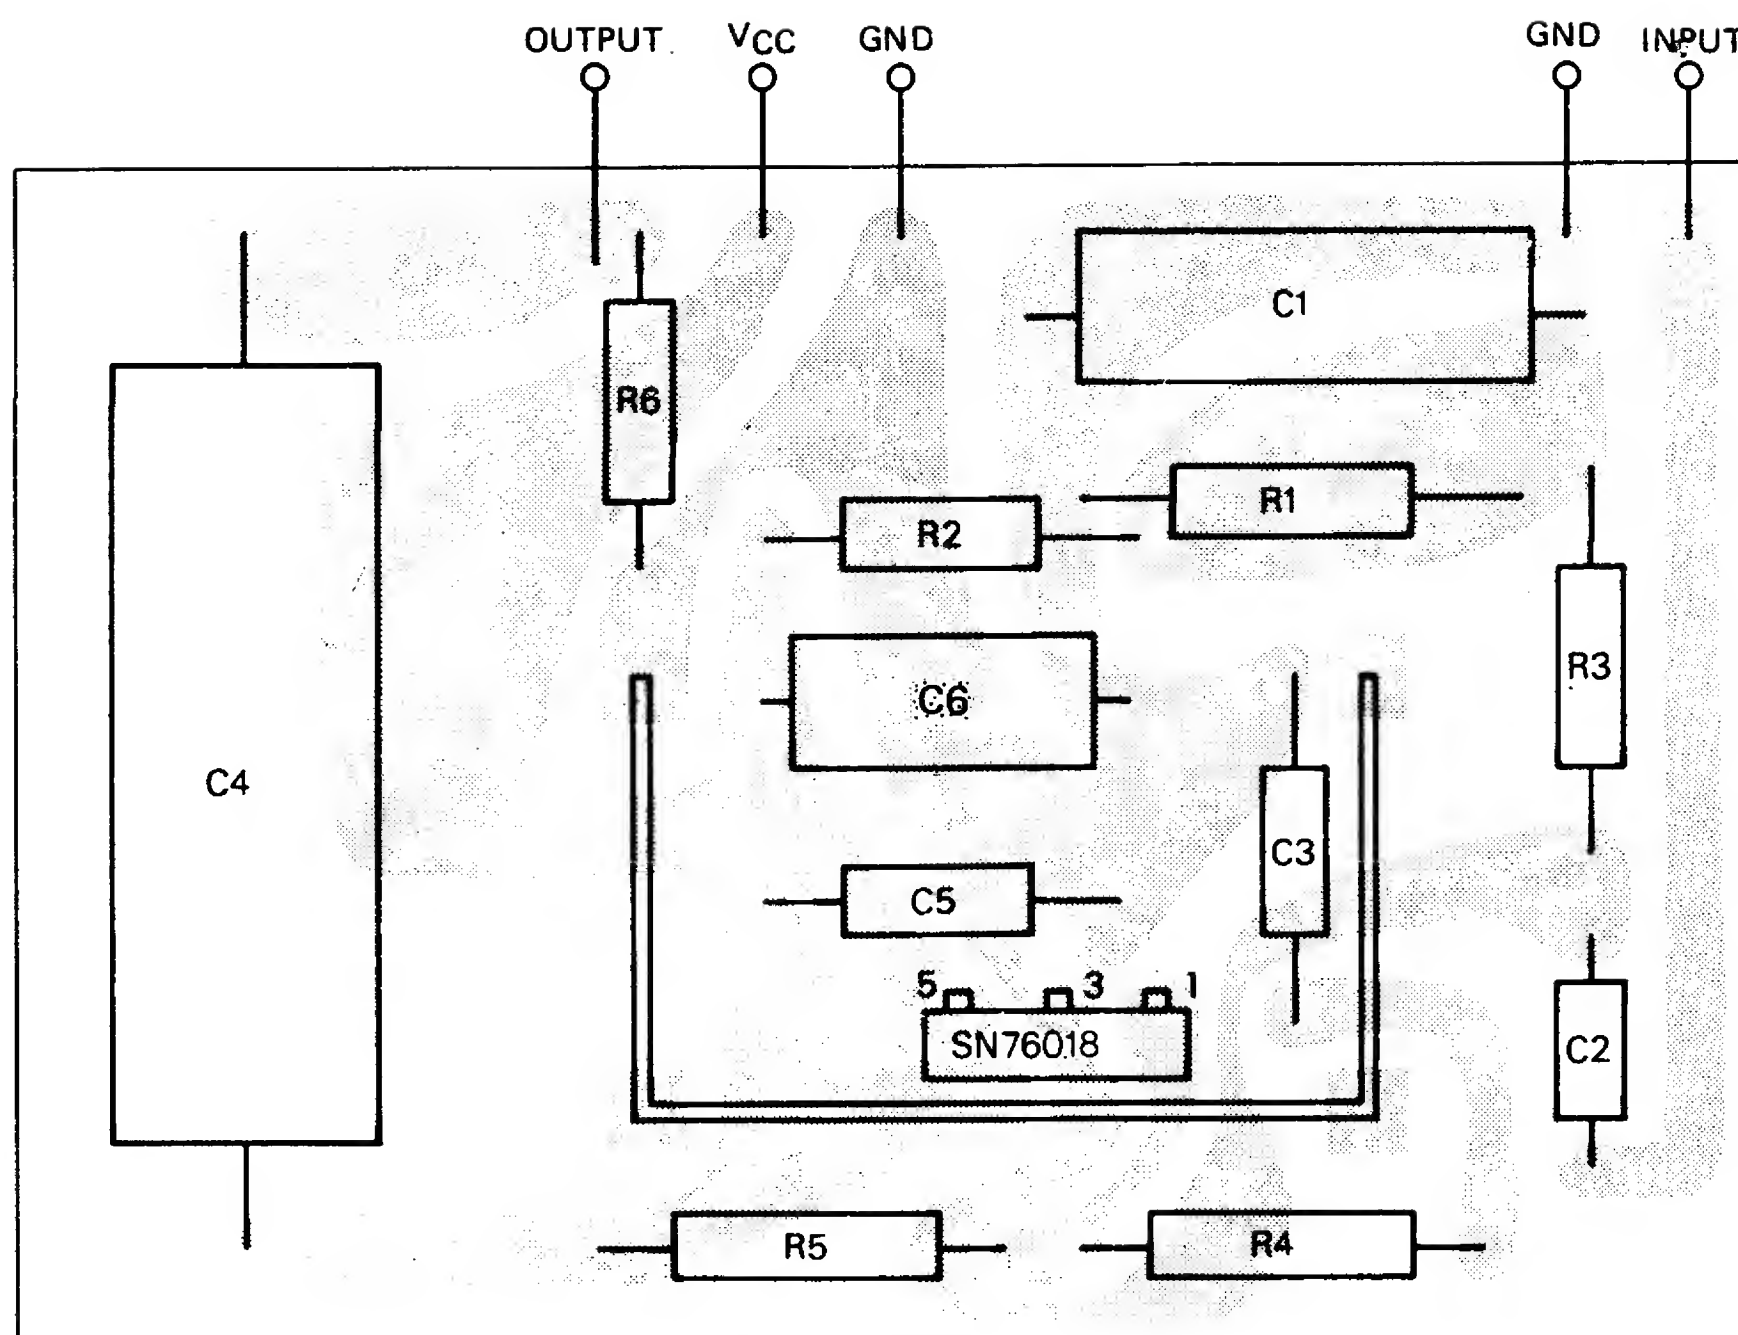 OUTPUT VCC GND GND INPUT
C1
R6
R1
R2
R3
C6
C4
C3
C5
5 3 1
SN76018
C2
R5 R4